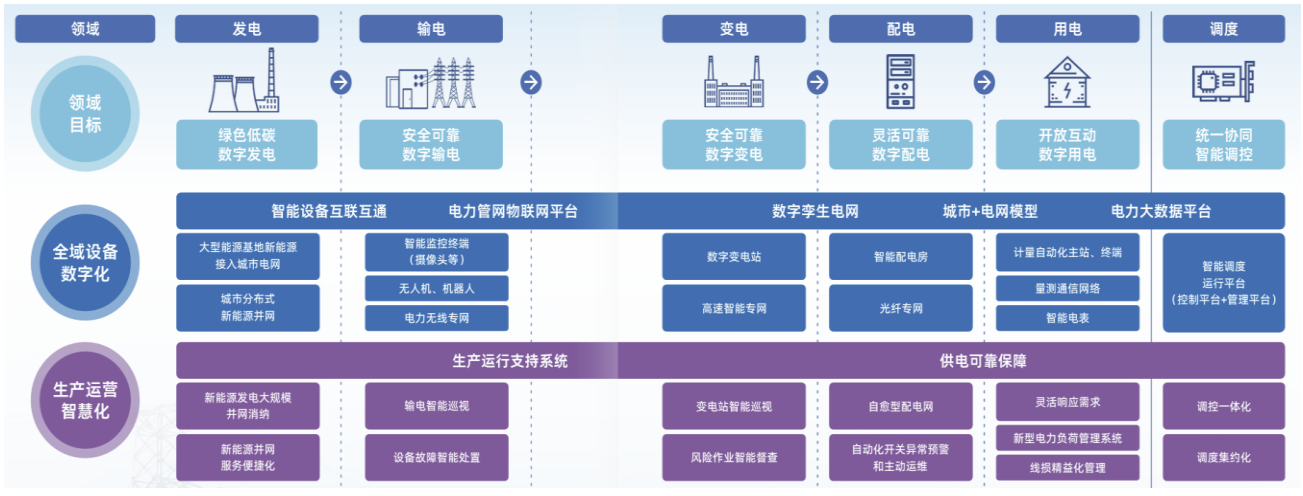 领域
发电
输电
变电
配电
用电
调度
领域
目标
绿色低碳
数字发电
安全可靠
数字输电
安全可靠
数字变电
灵活可靠
数字配电
开放互动
数字用电
统一协同
智能调控
全域设备
数字化
智能设备互联互通
电力管网物联网平台
数字孪生电网
城市+电网模型
电力大数据平台
大型能源基地新能源
接入城市电网
城市分布式
新能源并网
智能监控终端
（摄像头等）
无人机、机器人
电力无线专网
数字变电站
高速智能专网
智能配电房
光纤专网
计量自动化主站、终端
量测通信网络
智能电表
智能调度
运行平台
（控制平台+管理平台）
生产运营
智慧化
生产运行支持系统
供电可靠保障
新能源发电大规模
并网消纳
新能源并网
服务便捷化
输电智能巡视
设备故障智能处置
变电站智能巡视
风险作业智能督查
自愈型配电网
自动化开关异常预警
和主动运维
灵活响应需求
新型电力负荷管理系统
线损精益化管理
调控一体化
调度集约化